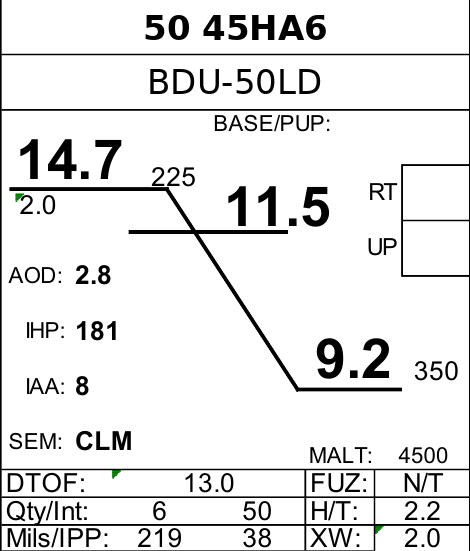 50 45HA6
BDU-50LD
BASE/PUP:
14.7
225
2.0
11.5
RT
UP
AOD: 2.8
IHP: 181
9.2 350
IAA: 8
SEM: CLM
MALT: 4500
DTOF: 13.0 FUZ: N/T
Qty/Int: 6 50 H/T: 2.2
Mils/IPP: 219 38 XW: 2.0